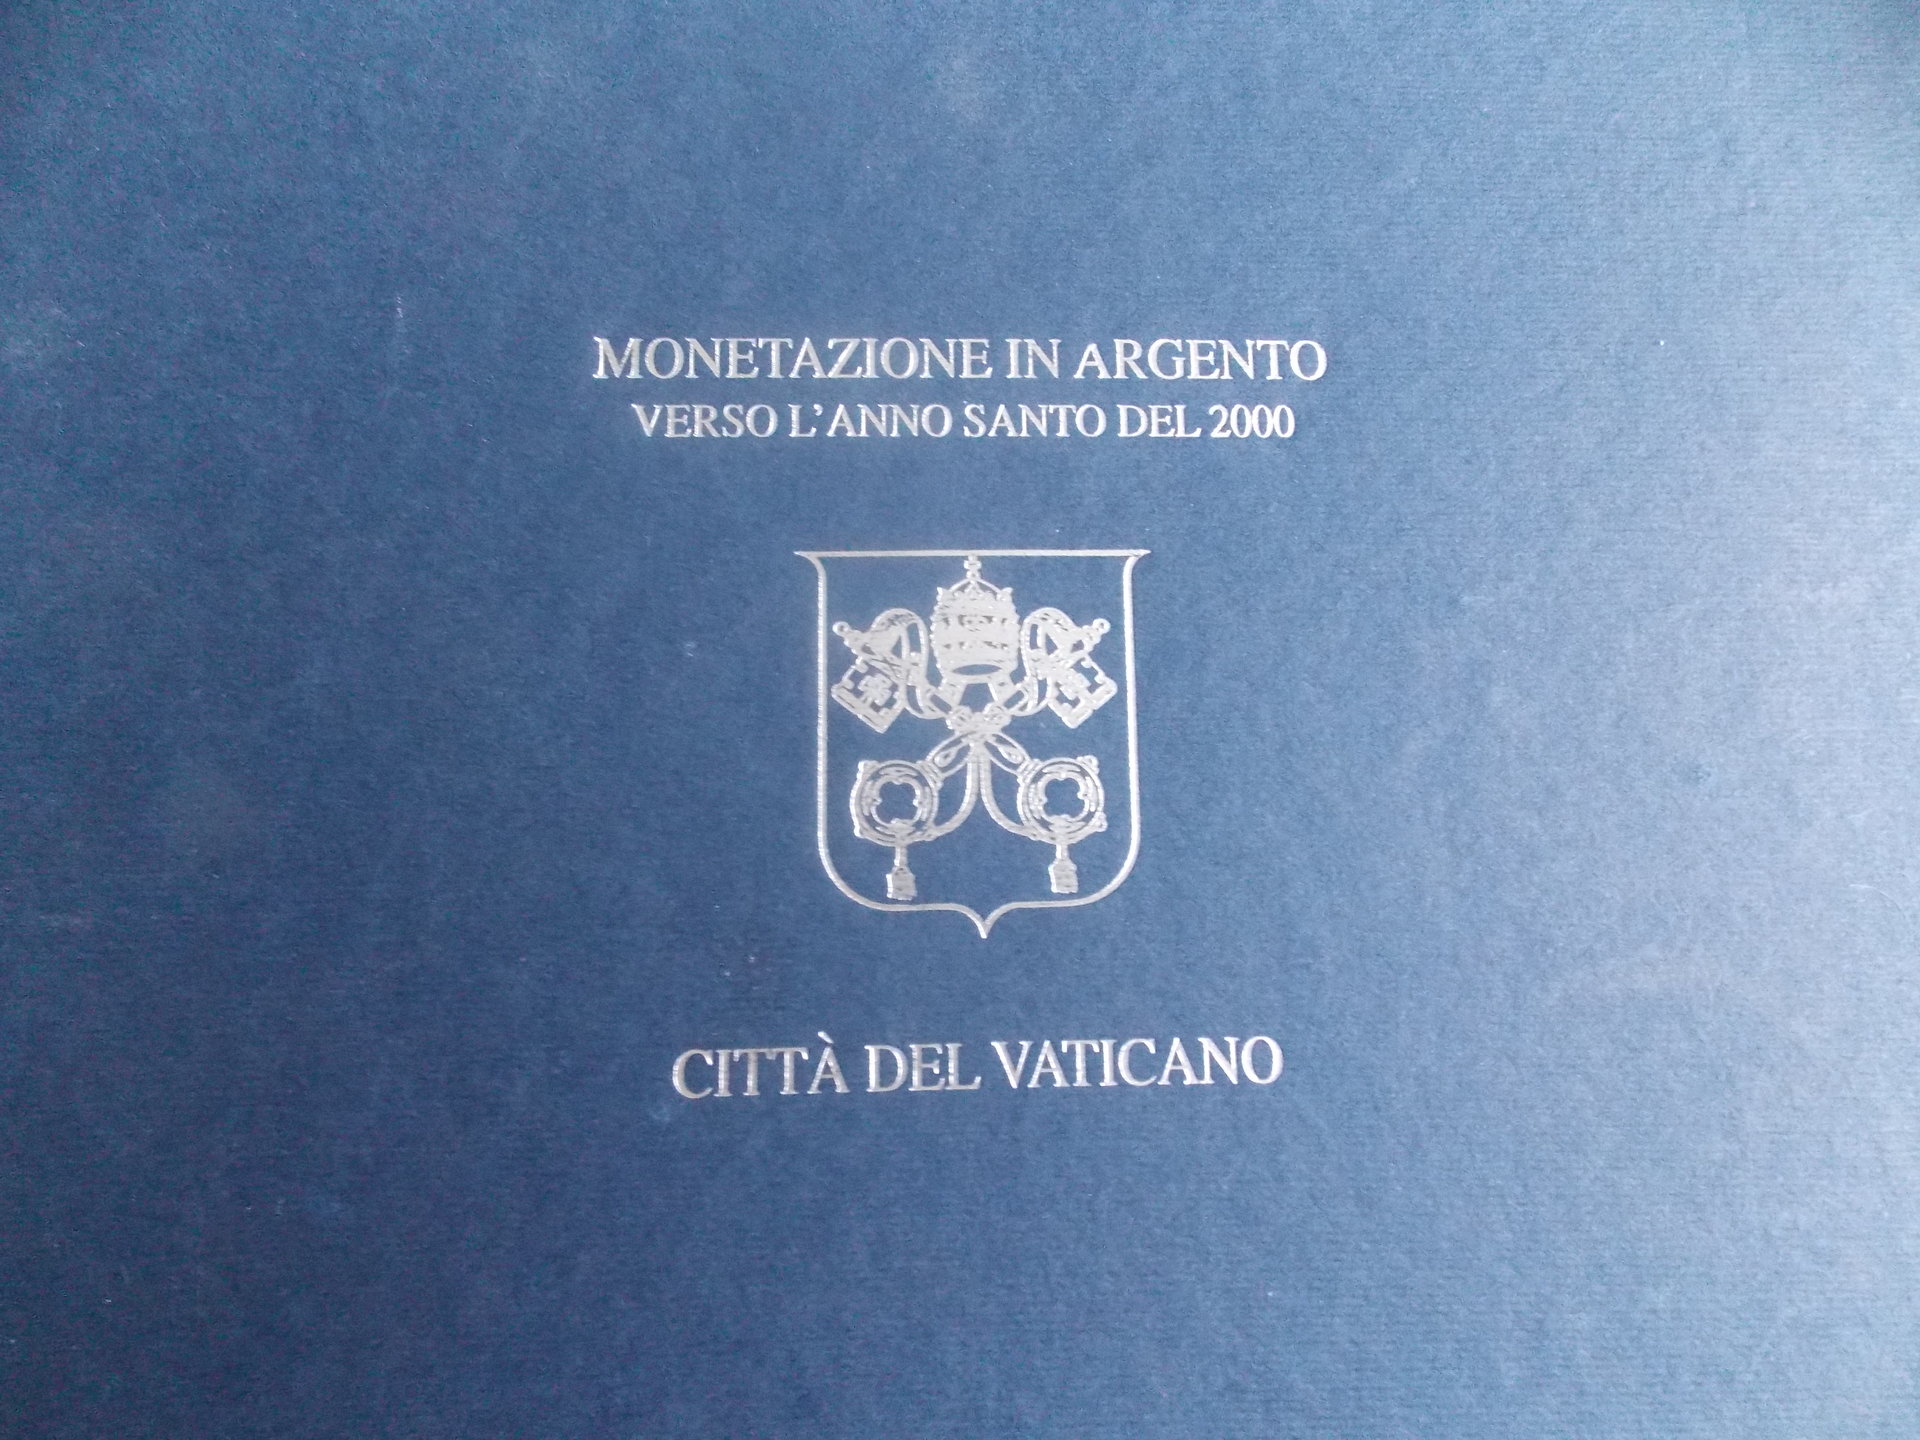 MONETAZIONE IN ARGENTO
VERSO L'ANNO SANTO DEL 2000
CITTÀ DEL VATICANO